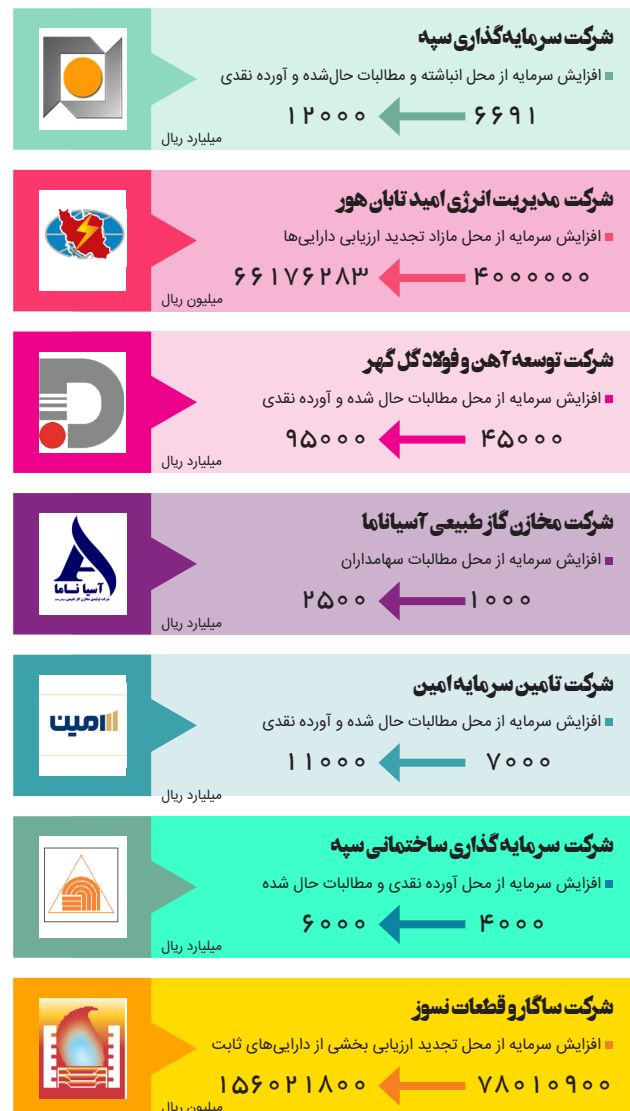 شرکت سرمایه‌گذاری سپه
افزایش سرمایه از محل انباشته و مطالبات حال‌شده و آورده نقدی
۶۶۹۱ ۱۲۰۰۰
میلیارد ریال
شرکت مدیریت انرژی امید تابان هور
افزایش سرمایه از محل مازاد تجدید ارزیابی دارایی‌ها
۴۰۰۰۰۰۰ ۶۶۱۷۶۲۸۳
میلیون ریال
شرکت توسعه آهن و فولاد گل گهر
افزایش سرمایه از محل مطالبات حال شده و آورده نقدی
۴۵۰۰۰ ۹۵۰۰۰
میلیارد ریال
شرکت مخازن گاز طبیعی آسیاناما
افزایش سرمایه از محل مطالبات سهامداران
۱۰۰۰ ۲۵۰۰
میلیارد ریال
آسیا نـاما
شرکت تامین سرمایه امین
افزایش سرمایه از محل مطالبات حال شده و آورده نقدی
۷۰۰۰ ۱۱۰۰۰
میلیارد ریال
امین
شرکت سرمایه گذاری ساختمانی سپه
افزایش سرمایه از محل آورده نقدی و مطالبات حال شده
۴۰۰۰ ۶۰۰۰
میلیارد ریال
شرکت ساگار و قطعات نسوز
افزایش سرمایه از محل تجدید ارزیابی بخشی از دارایی‌های ثابت
۷۸۰۱۰۹۰۰ ۱۵۶۰۲۱۸۰۰
میلیون ریال